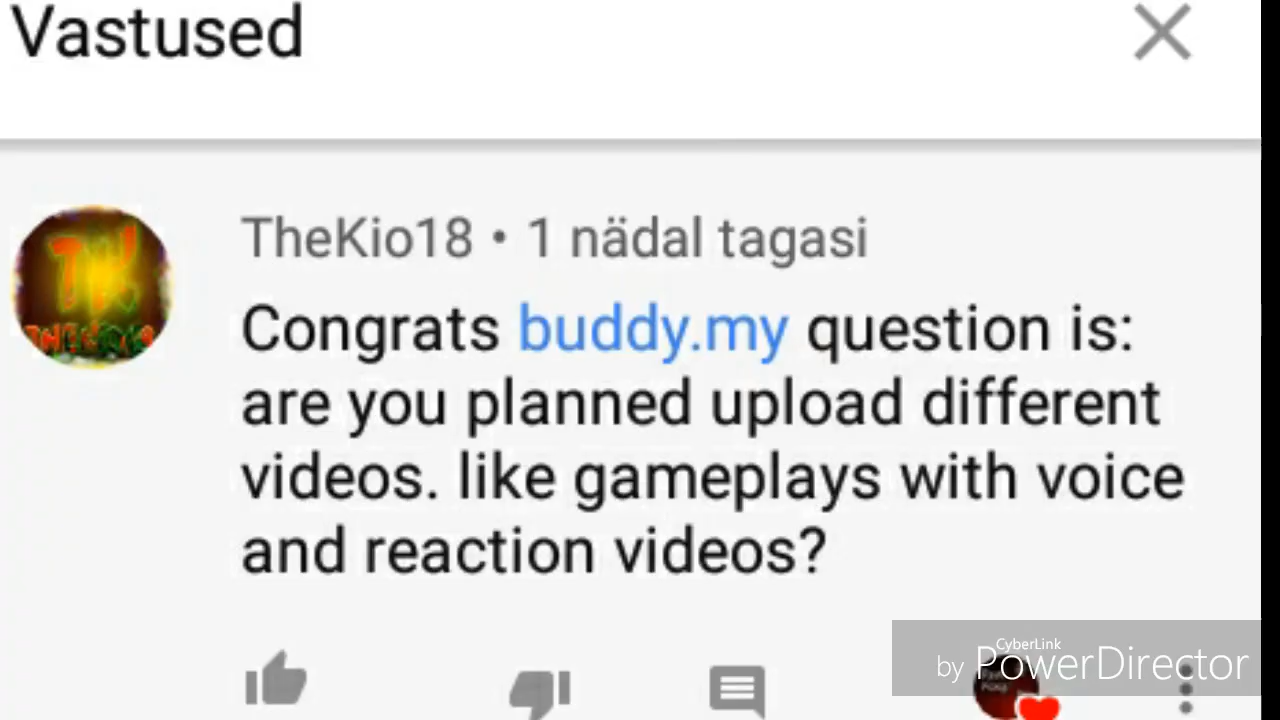 Vastused
TheKio18 • 1 nädal tagasi
Congrats buddy.my question is:
are you planned upload different
videos. like gameplays with voice
and reaction videos?
CyberLink
by PowerDirector